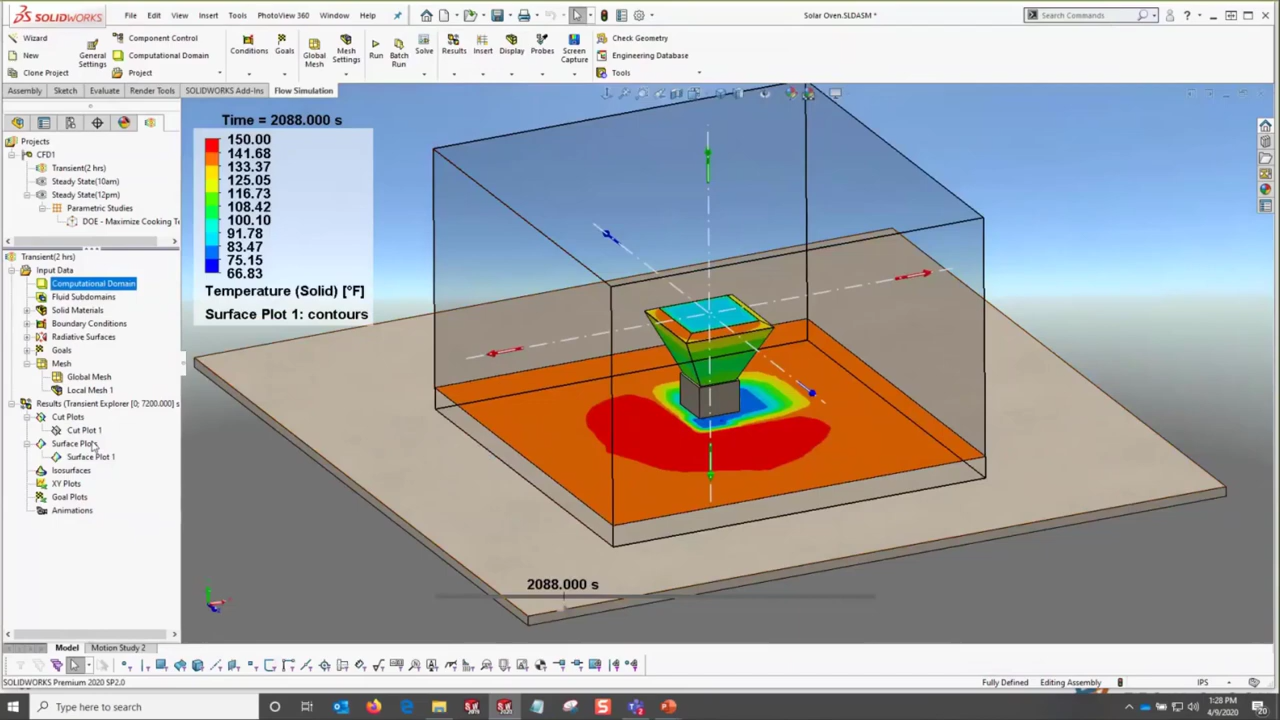 SOLIDWORKS
File Edit View Insert Tools PhotoView 360 Window Help
Solar Oven.SLDASM *
Search Commands
Wizard
New
Clone Project
General Settings
Component Control
Computational Domain
Project
Conditions
Goals
Global Mesh
Mesh Settings
Run
Batch Run
Solve
Results
Insert
Display
Probes
Screen Capture
Check Geometry
Engineering Database
Tools
Assembly Sketch Evaluate Render Tools SOLIDWORKS Add-Ins Flow Simulation
Projects
CFD1
Transient(2 hrs)
Steady State(10am)
Steady State(12pm)
Parametric Studies
DOE - Maximize Cooking Te
Transient(2 hrs)
Input Data
Computational Domain
Fluid Subdomains
Solid Materials
Boundary Conditions
Radiative Surfaces
Goals
Mesh
Global Mesh
Local Mesh 1
Results (Transient Explorer [0; 7200.000] s
Cut Plots
Cut Plot 1
Surface Plots
Surface Plot 1
Isosurfaces
XY Plots
Goal Plots
Animations
Time = 2088.000 s
150.00
141.68
133.37
125.05
116.73
108.42
100.10
91.78
83.47
75.15
66.83
Temperature (Solid) [°F]
Surface Plot 1: contours
2088.000 s
Model Motion Study 2
SOLIDWORKS Premium 2020 SP2.0
Fully Defined Editing Assembly IPS
Type here to search
1:28 PM
4/9/2020